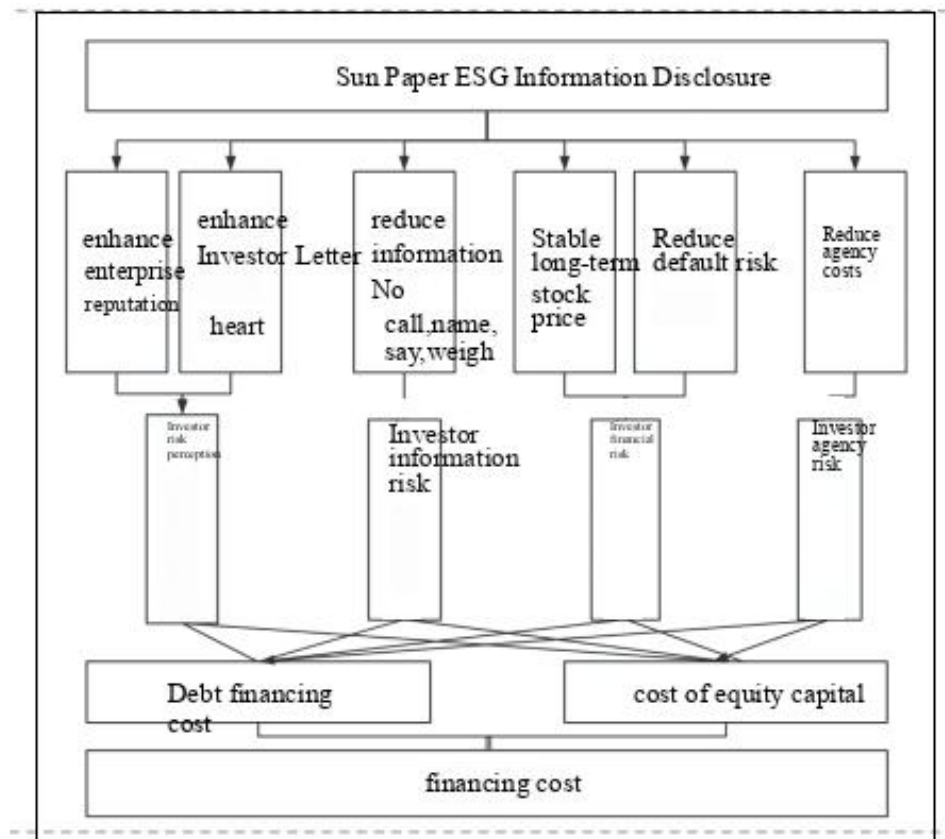 Sun Paper ESG Information Disclosure
enhance
enterprise
reputation
enhance
Investor Letter
heart
reduce
information
No
call,name,
say,weigh
Stable
long-term
stock
price
Reduce
default risk
Reduce
agency
costs
Investor
risk
perception
Investor
information
risk
Investor
financial
risk
Investor
agency
risk
Debt financing
cost
cost of equity capital
financing cost